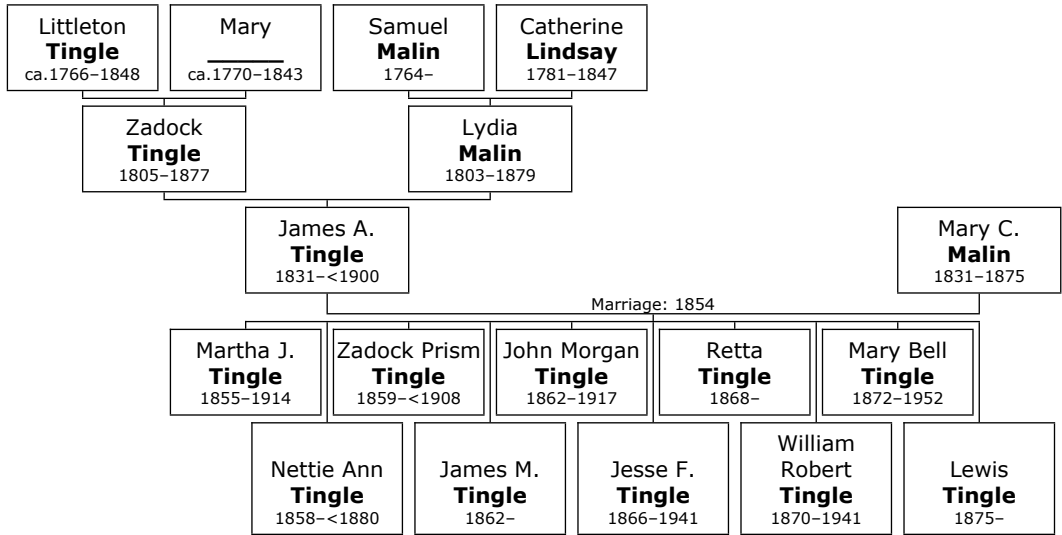 Littleton
Tingle
ca.1766–1848
Mary
ca.1770–1843
Samuel
Malin
1764–
Catherine
Lindsay
1781–1847
Zadock
Tingle
1805–1877
Lydia
Malin
1803–1879
James A.
Tingle
1831–<1900
Mary C.
Malin
1831–1875
Marriage: 1854
Martha J.
Tingle
1855–1914
Zadock Prism
Tingle
1859–<1908
John Morgan
Tingle
1862–1917
Retta
Tingle
1868–
Mary Bell
Tingle
1872–1952
Nettie Ann
Tingle
1858–<1880
James M.
Tingle
1862–
Jesse F.
Tingle
1866–1941
William
Robert
Tingle
1870–1941
Lewis
Tingle
1875–